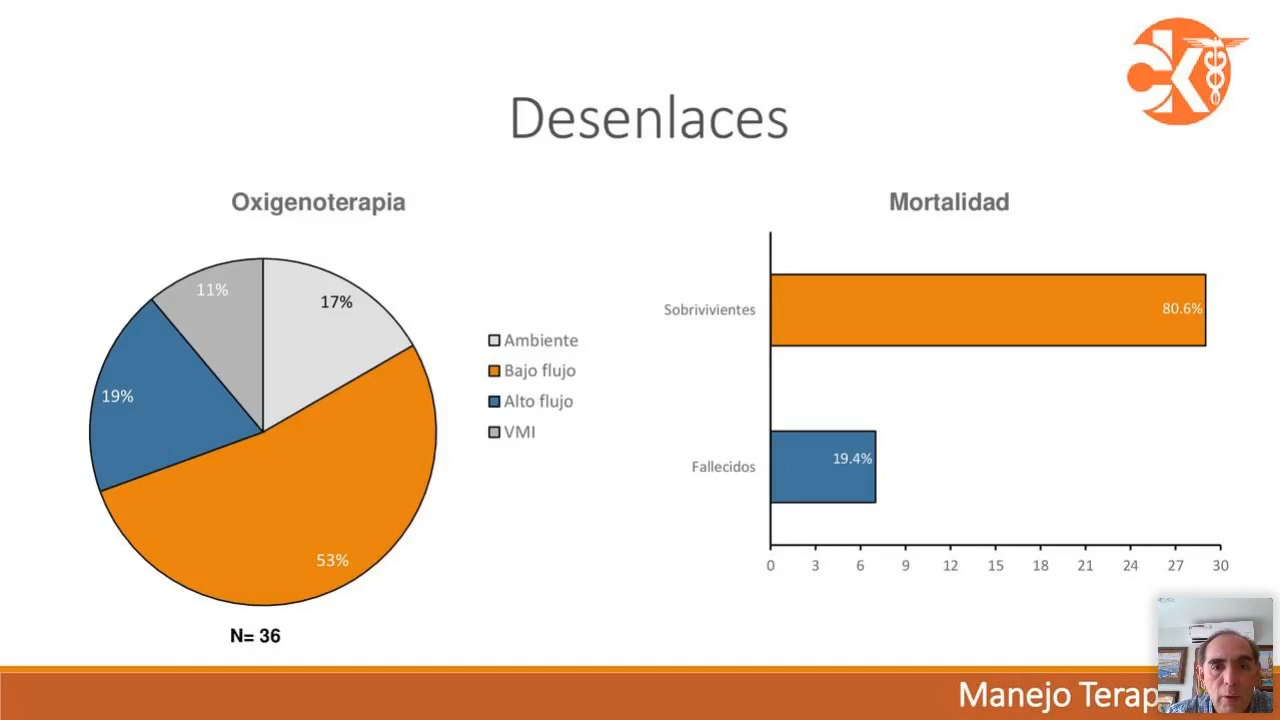 Desenlaces
Oxigenoterapia
11%
17%
19%
53%
Ambiente
Bajo flujo
Alto flujo
VMI
N= 36
Mortalidad
Sobrivivientes
80.6%
Fallecidos
19.4%
0 3 6 9 12 15 18 21 24 27 30
Manejo Terap